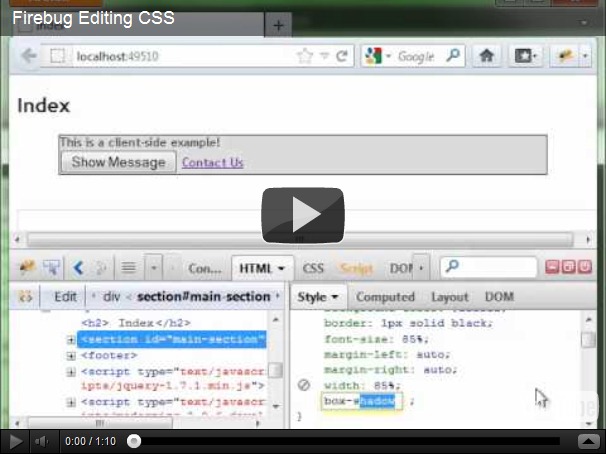 Firebug Editing CSS
Index
localhost:49510
Google
Index
This is a client-side example!
Show Message Contact Us
Con... HTML CSS Script DOM
Edit div < section#main-section
Style Computed Layout DOM
<h2> Index</h2>
<section id="main-section"
<footer>
<script type="text/javascr
ipts/jquery-1.7.1.min.js">
<script type="text/javascr
border: 1px solid black;
font-size: 85%;
margin-left: auto;
margin-right: auto;
width: 85%;
box-shadow ;
}
0:00 / 1:10